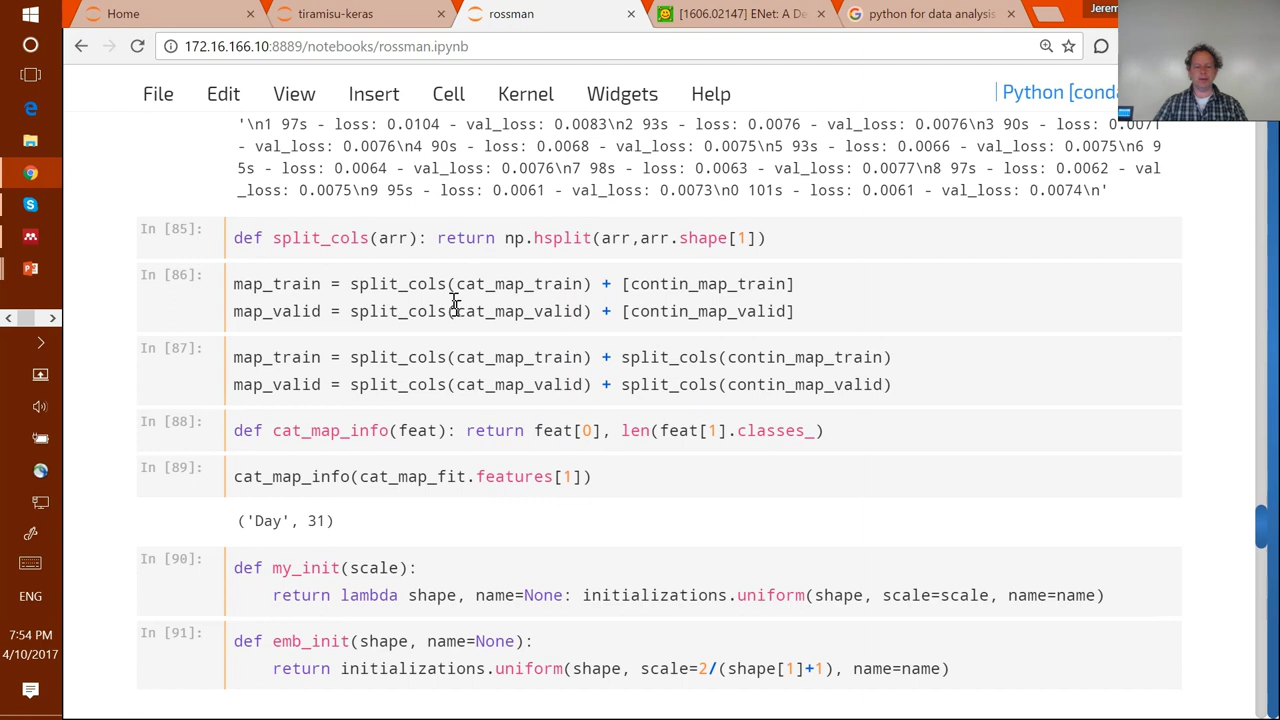 Home
tiramisu-keras
rossman
[1606.02147] ENet: A De
python for data analysis
Jerem
172.16.166.10:8889/notebooks/rossman.ipynb
File Edit View Insert Cell Kernel Widgets Help
Python [conda
'\n1 97s - loss: 0.0104 - val_loss: 0.0083\n2 93s - loss: 0.0076 - val_loss: 0.0077\n3 90s - loss: 0.0071
- val_loss: 0.0076\n4 90s - loss: 0.0068 - val_loss: 0.0075\n5 93s - loss: 0.0066 - val_loss: 0.0075\n6 9
5s - loss: 0.0064 - val_loss: 0.0076\n7 98s - loss: 0.0063 - val_loss: 0.0077\n8 97s - loss: 0.0062 - val
_loss: 0.0075\n9 95s - loss: 0.0061 - val_loss: 0.0073\n0 101s - loss: 0.0061 - val_loss: 0.0074\n'
In [85]:
def split_cols(arr): return np.hsplit(arr,arr.shape[1])
In [86]:
map_train = split_cols(cat_map_train) + [contin_map_train]
map_valid = split_cols(cat_map_valid) + [contin_map_valid]
In [87]:
map_train = split_cols(cat_map_train) + split_cols(contin_map_train)
map_valid = split_cols(cat_map_valid) + split_cols(contin_map_valid)
In [88]:
def cat_map_info(feat): return feat[0], len(feat[1].classes_)
In [89]:
cat_map_info(cat_map_fit.features[1])
('Day', 31)
In [90]:
def my_init(scale):
return lambda shape, name=None: initializations.uniform(shape, scale=scale, name=name)
In [91]:
def emb_init(shape, name=None):
return initializations.uniform(shape, scale=2/(shape[1]+1), name=name)
ENG
7:54 PM
4/10/2017